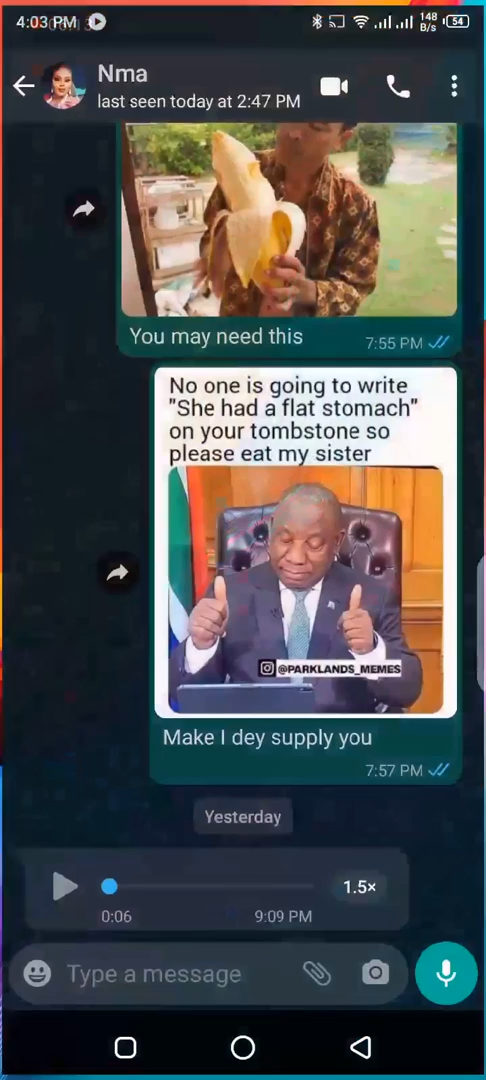 4:03 PM
148
B/s
54
Nma
last seen today at 2:47 PM
You may need this
7:55 PM
No one is going to write
"She had a flat stomach"
on your tombstone so
please eat my sister
@PARKLANDS_MEMES
Make I dey supply you
7:57 PM
Yesterday
1.5×
0:06
9:09 PM
Type a message